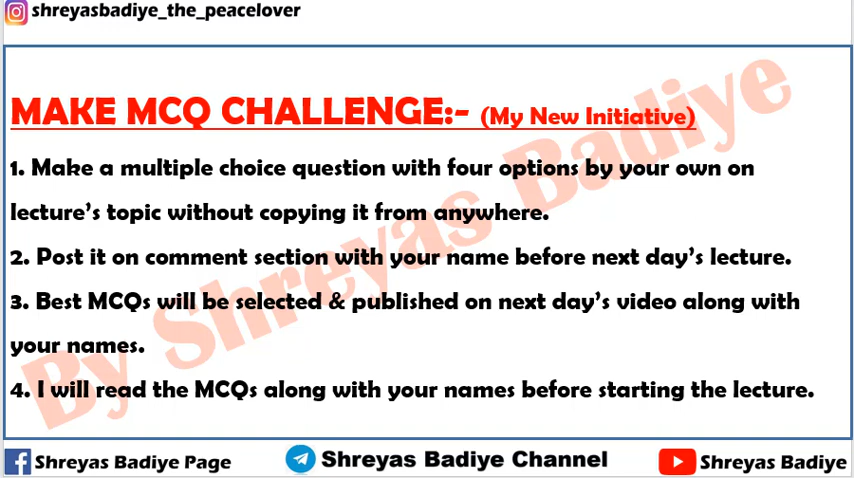 shreyasbadiye_the_peacelover
MAKE MCQ CHALLENGE:- (My New Initiative)
1. Make a multiple choice question with four options by your own on
lecture's topic without copying it from anywhere.
2. Post it on comment section with your name before next day's lecture.
3. Best MCQs will be selected & published on next day's video along with
your names.
4. I will read the MCQs along with your names before starting the lecture.
By Shreyas Badiye
Shreyas Badiye Page
Shreyas Badiye Channel
Shreyas Badiye